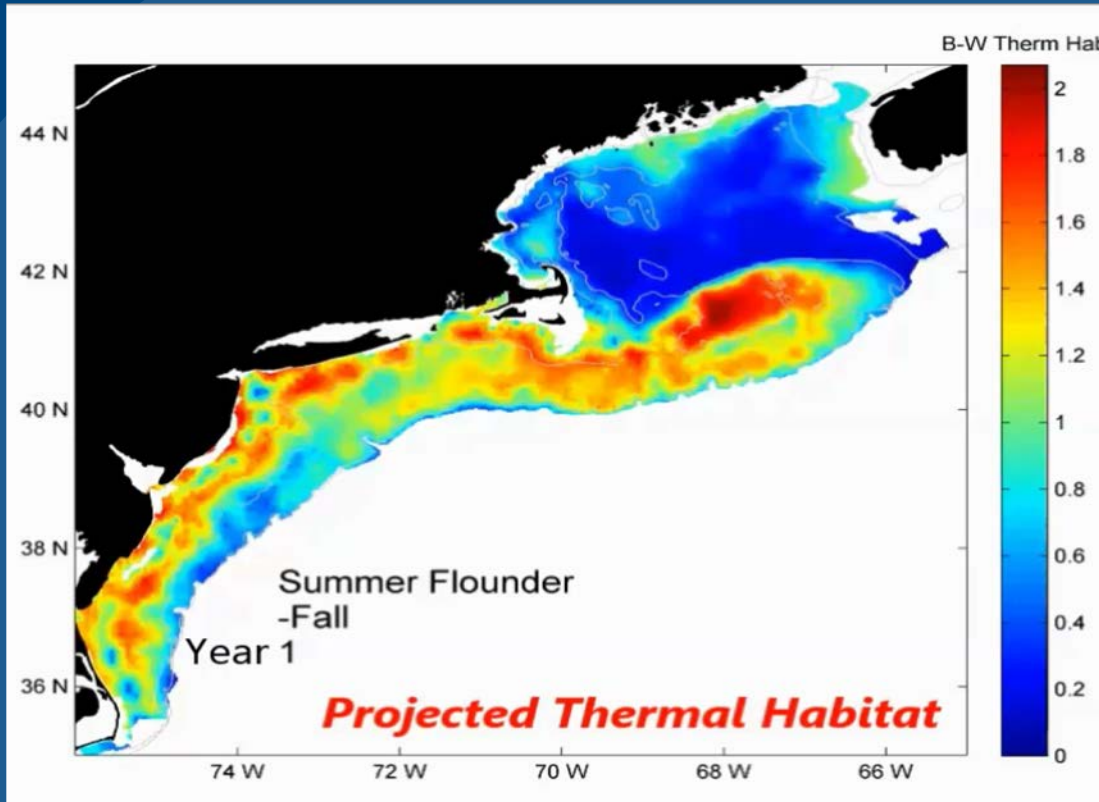 B-W Therm Hab
44 N
42 N
40 N
38 N
36 N
74 W
72 W
70 W
68 W
66 W
2
1.8
1.6
1.4
1.2
1
0.8
0.6
0.4
0.2
0
Summer Flounder
-Fall
Year 1
Projected Thermal Habitat